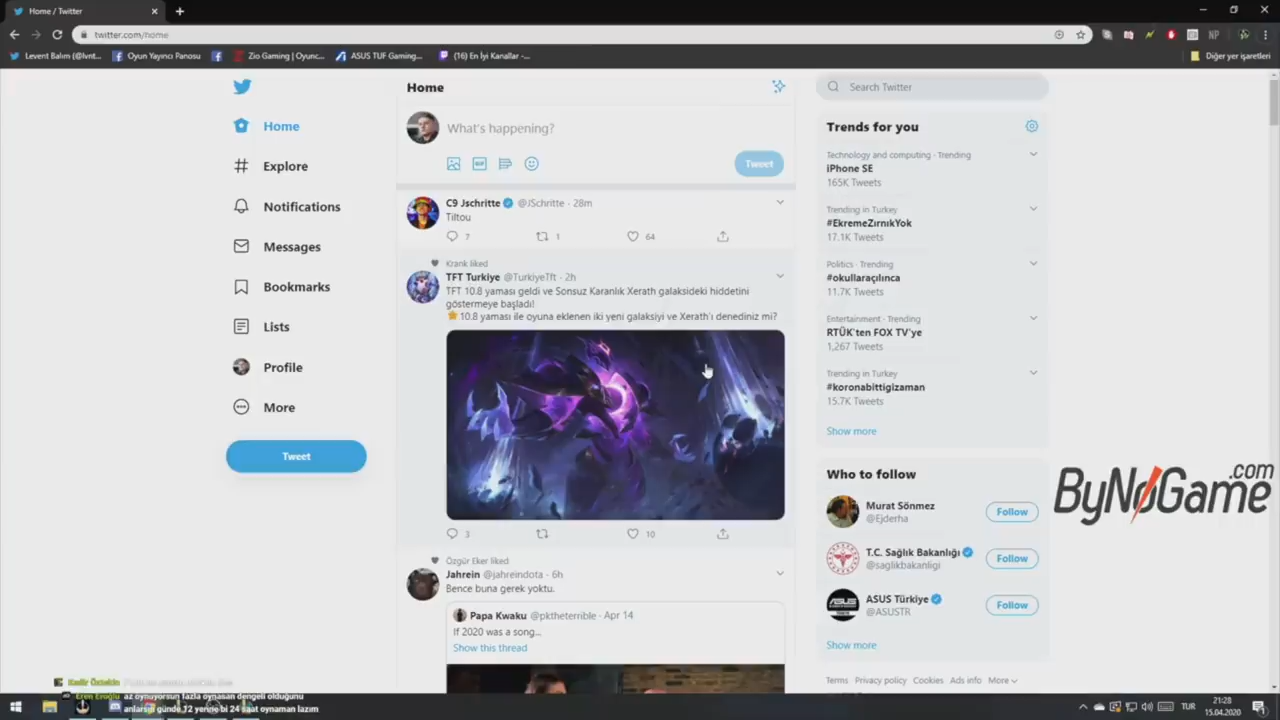 Home / Twitter
twitter.com/home
Levent Balım (@lvnt...
Oyun Yayıncı Panosu
Zio Gaming | Oyunc...
ASUS TUF Gaming...
(16) En İyi Kanallar -...
Diğer yer işaretleri
Home
Explore
Notifications
Messages
Bookmarks
Lists
Profile
More
Tweet
Home
What's happening?
GIF
Tweet
C9 Jschritte @JSchritte · 28m
Tiltou
7 1 64
Krank liked
TFT Turkiye @TurkiyeTft · 2h
TFT 10.8 yaması geldi ve Sonsuz Karanlık Xerath galaksideki hiddetini
göstermeye başladı!
10.8 yaması ile oyuna eklenen iki yeni galaksiyi ve Xerath'ı denediniz mi?
3 10
Özgür Eker liked
Jahrein @jahreindota · 6h
Bence buna gerek yoktu.
Papa Kwaku @pktheterrible · Apr 14
If 2020 was a song...
Show this thread
Search Twitter
Trends for you
Technology and computing · Trending
iPhone SE
165K Tweets
Trending in Turkey
#EkremeZırnıkYok
17.1K Tweets
Politics · Trending
#okullaraçılınca
11.7K Tweets
Entertainment · Trending
RTÜK'ten FOX TV'ye
1,267 Tweets
Trending in Turkey
#koronabittigizaman
15.7K Tweets
Show more
Who to follow
Murat Sönmez
@Ejderha
Follow
T.C. Sağlık Bakanlığı
@saglikbakanligi
Follow
ASUS Türkiye
@ASUSTR
Follow
Show more
Terms Privacy policy Cookies Ads info More
ByNoGame.com
Kadir Öztekin
Eren Eroğlu az oynuyorsun fazla oynasan dengeli olduğunu
anlarsın günde 12 yerine bi 24 saat oynaman lazım
TUR
21:28
15.04.2020